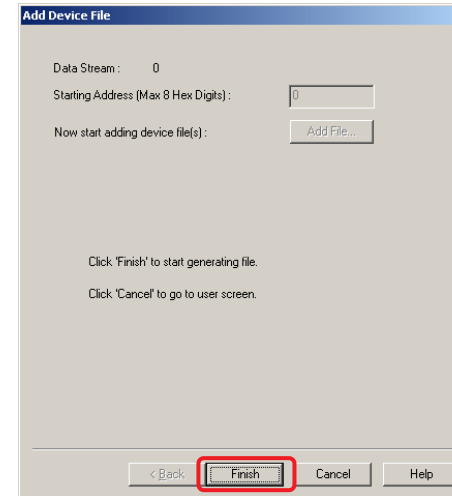 Add Device File
Data Stream : 0
Starting Address (Max 8 Hex Digits) : 0
Now start adding device file(s) : Add File...
Click 'Finish' to start generating file.
Click 'Cancel' to go to user screen.
< Back Finish Cancel Help